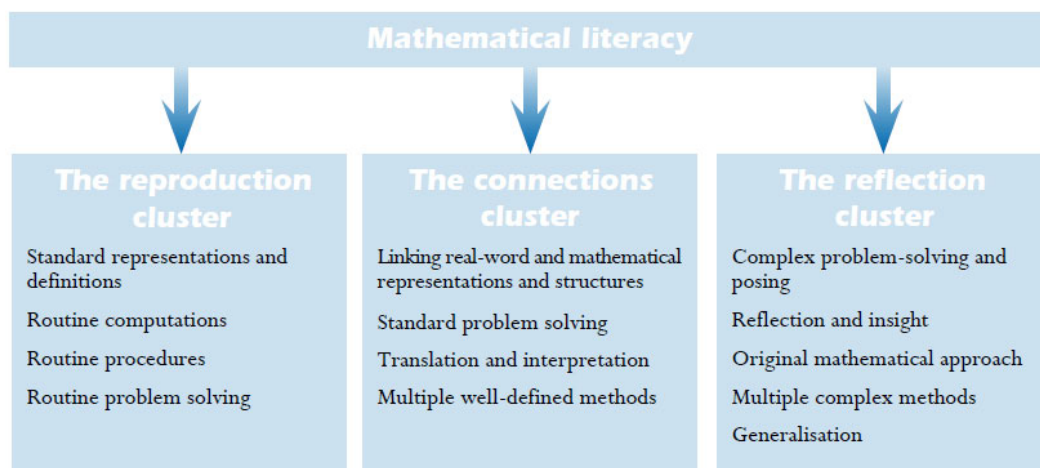 Mathematical literacy
The reproduction
cluster
Standard representations and
definitions
Routine computations
Routine procedures
Routine problem solving
The connections
cluster
Linking real-word and mathematical
representations and structures
Standard problem solving
Translation and interpretation
Multiple well-defined methods
The reflection
cluster
Complex problem-solving and
posing
Reflection and insight
Original mathematical approach
Multiple complex methods
Generalisation